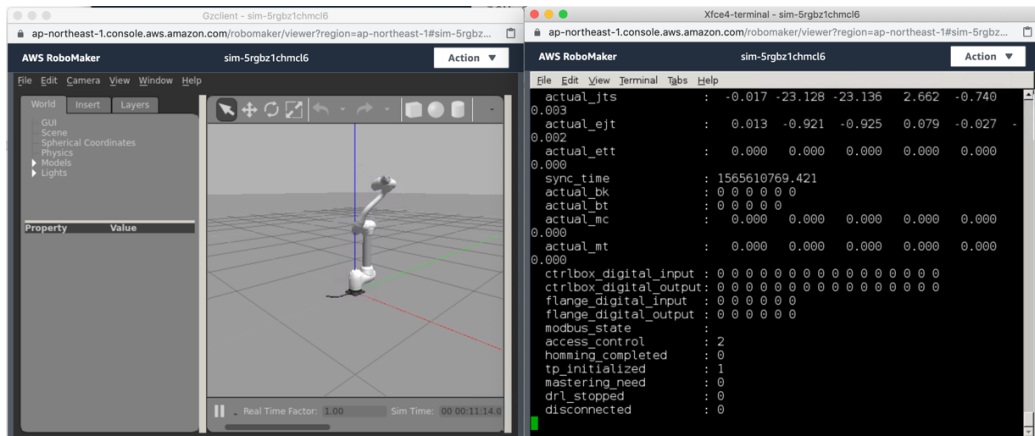 Gzclient - sim-5rgbz1chmcl6
ap-northeast-1.console.aws.amazon.com/robomaker/viewer?region=ap-northeast-1#sim-5rgbz...
AWS RoboMaker sim-5rgbz1chmcl6 Action ▼
File Edit Camera View Window Help
World Insert Layers
GUI
Scene
Spherical Coordinates
Physics
Models
Lights
Property Value
Real Time Factor: 1.00 Sim Time: 00 00:11:14.0
Xfce4-terminal - sim-5rgbz1chmcl6
ap-northeast-1.console.aws.amazon.com/robomaker/viewer?region=ap-northeast-1#sim-5rgbz...
AWS RoboMaker sim-5rgbz1chmcl6 Action ▼
File Edit View Terminal Tabs Help
actual_jts : -0.017 -23.128 -23.136 2.662 -0.740
0.003
actual_ejt : 0.013 -0.921 -0.925 0.079 -0.027 -
0.002
actual_ett : 0.000 0.000 0.000 0.000 0.000
0.000
sync_time : 1565610769.421
actual_bk : 0 0 0 0 0 0
actual_bt : 0 0 0 0 0
actual_mc : 0.000 0.000 0.000 0.000 0.000
0.000
actual_mt : 0.000 0.000 0.000 0.000 0.000
0.000
ctrlbox_digital_input : 0 0 0 0 0 0 0 0 0 0 0 0 0 0 0 0
ctrlbox_digital_output: 0 0 0 0 0 0 0 0 0 0 0 0 0 0 0 0
flange_digital_input : 0 0 0 0 0 0
flange_digital_output : 0 0 0 0 0 0
modbus_state :
access_control : 2
homming_completed : 0
tp_initialized : 1
mastering_need : 0
drl_stopped : 0
disconnected : 0